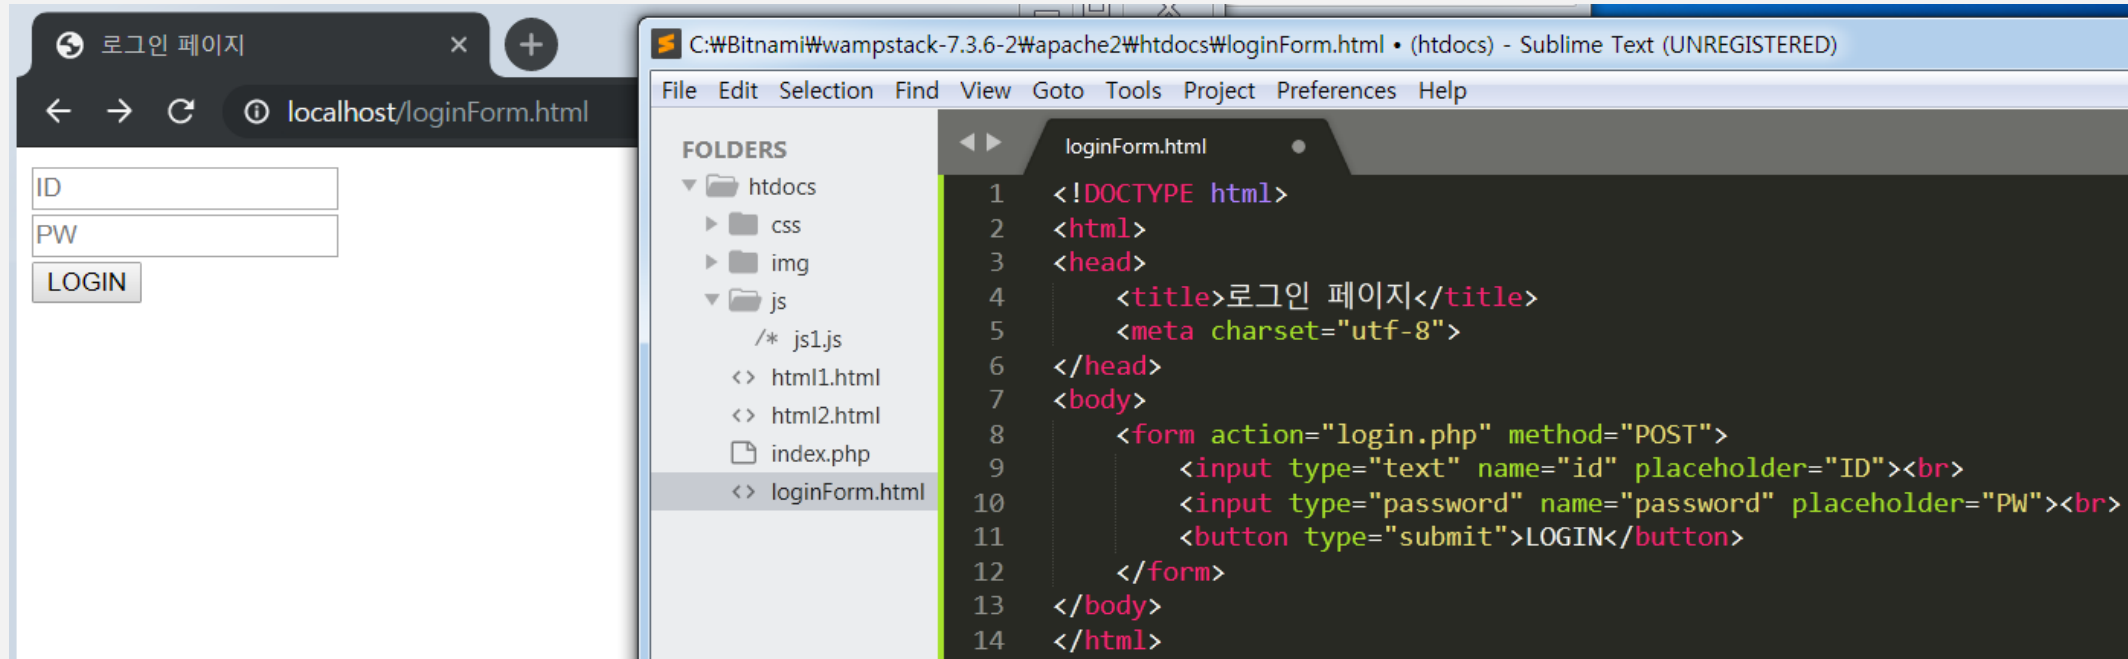 로그인 페이지
localhost/loginForm.html
ID
PW
LOGIN
C:₩Bitnami₩wampstack-7.3.6-2₩apache2₩htdocs₩loginForm.html • (htdocs) - Sublime Text (UNREGISTERED)
File Edit Selection Find View Goto Tools Project Preferences Help
FOLDERS
htdocs
css
img
js
/* js1.js
<> html1.html
<> html2.html
index.php
<> loginForm.html
loginForm.html
1 <!DOCTYPE html>
2 <html>
3 <head>
4 <title>로그인 페이지</title>
5 <meta charset="utf-8">
6 </head>
7 <body>
8 <form action="login.php" method="POST">
9 <input type="text" name="id" placeholder="ID"><br>
10 <input type="password" name="password" placeholder="PW"><br>
11 <button type="submit">LOGIN</button>
12 </form>
13 </body>
14 </html>